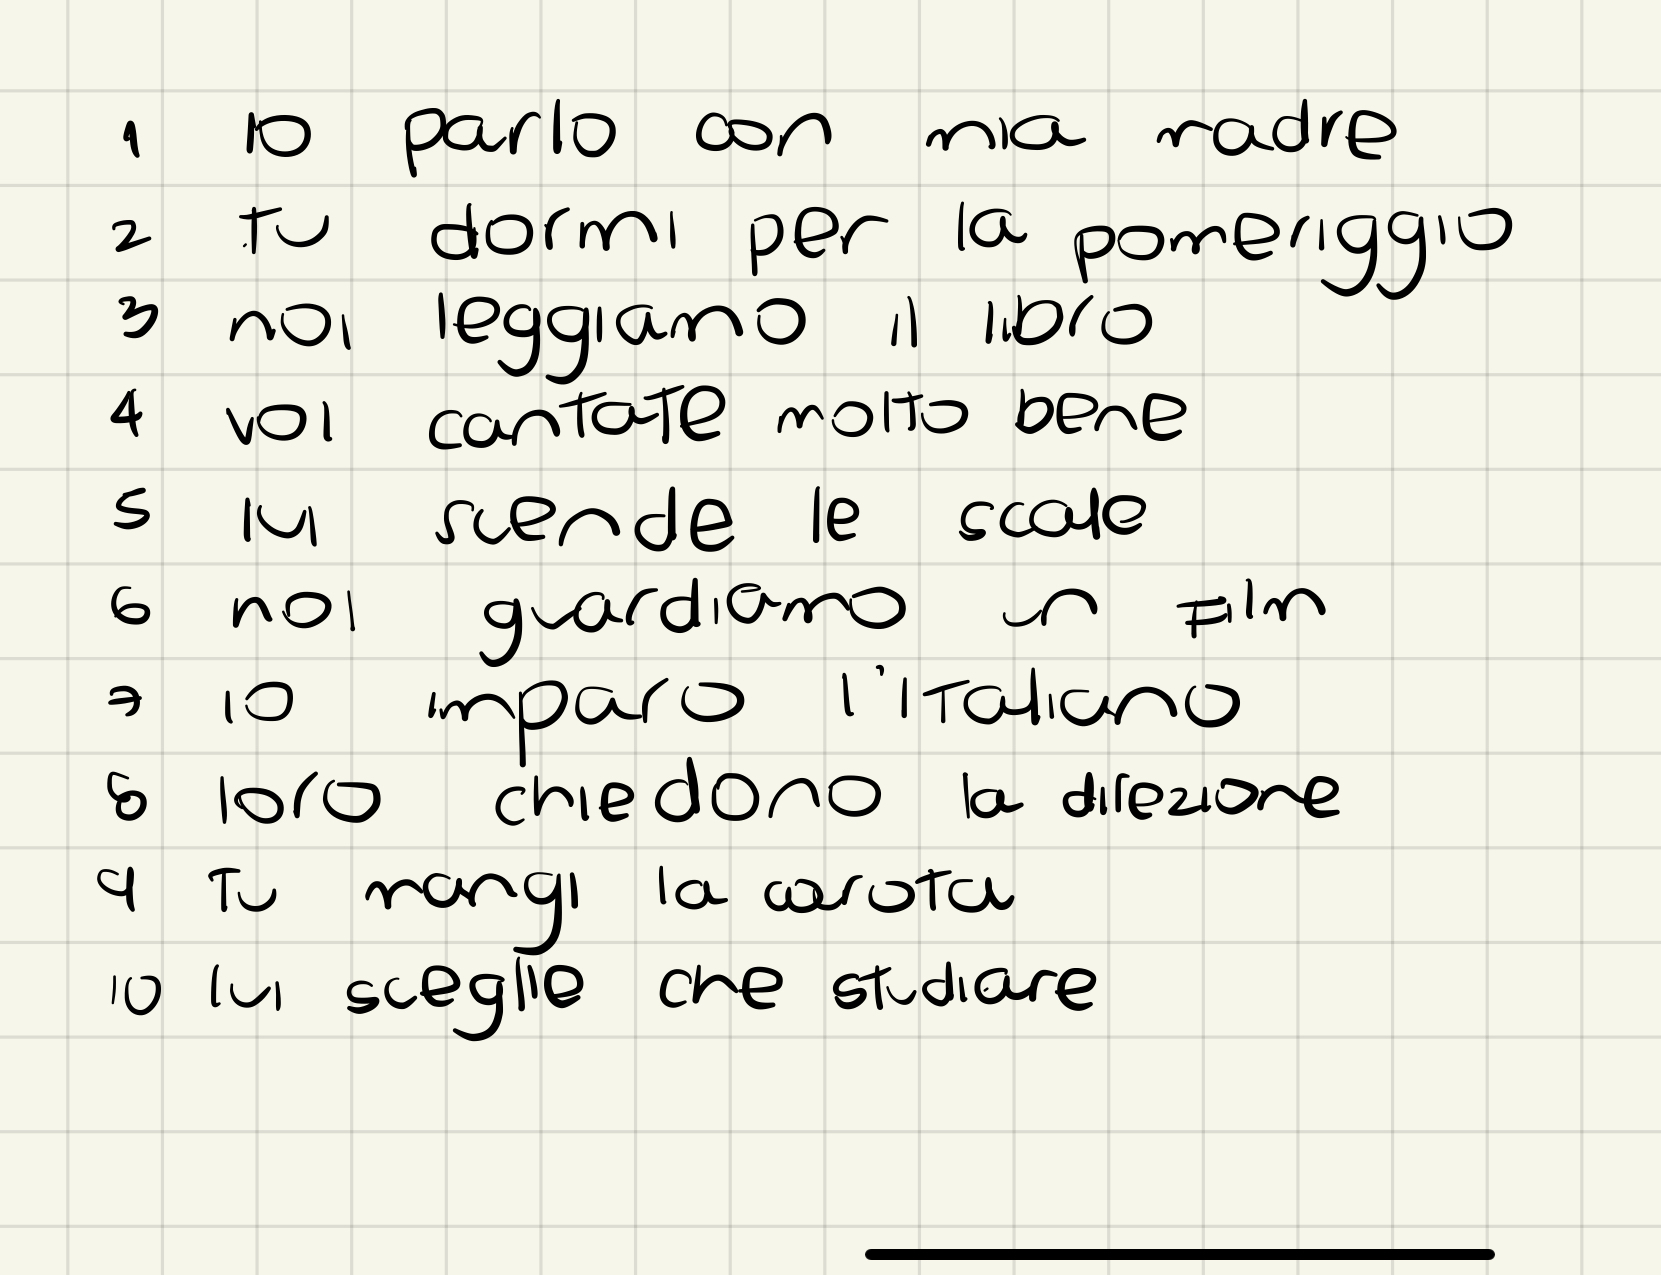 1 io parlo con mia madre
2 tu dormi per la pomeriggio
3 noi leggiamo il libro
4 voi cantate molto bene
5 lui scende le scale
6 noi guardiamo un film
7 io imparo l'italiano
8 loro chiedono la direzione
9 Tu mangi la carota
10 lui sceglie che studiare